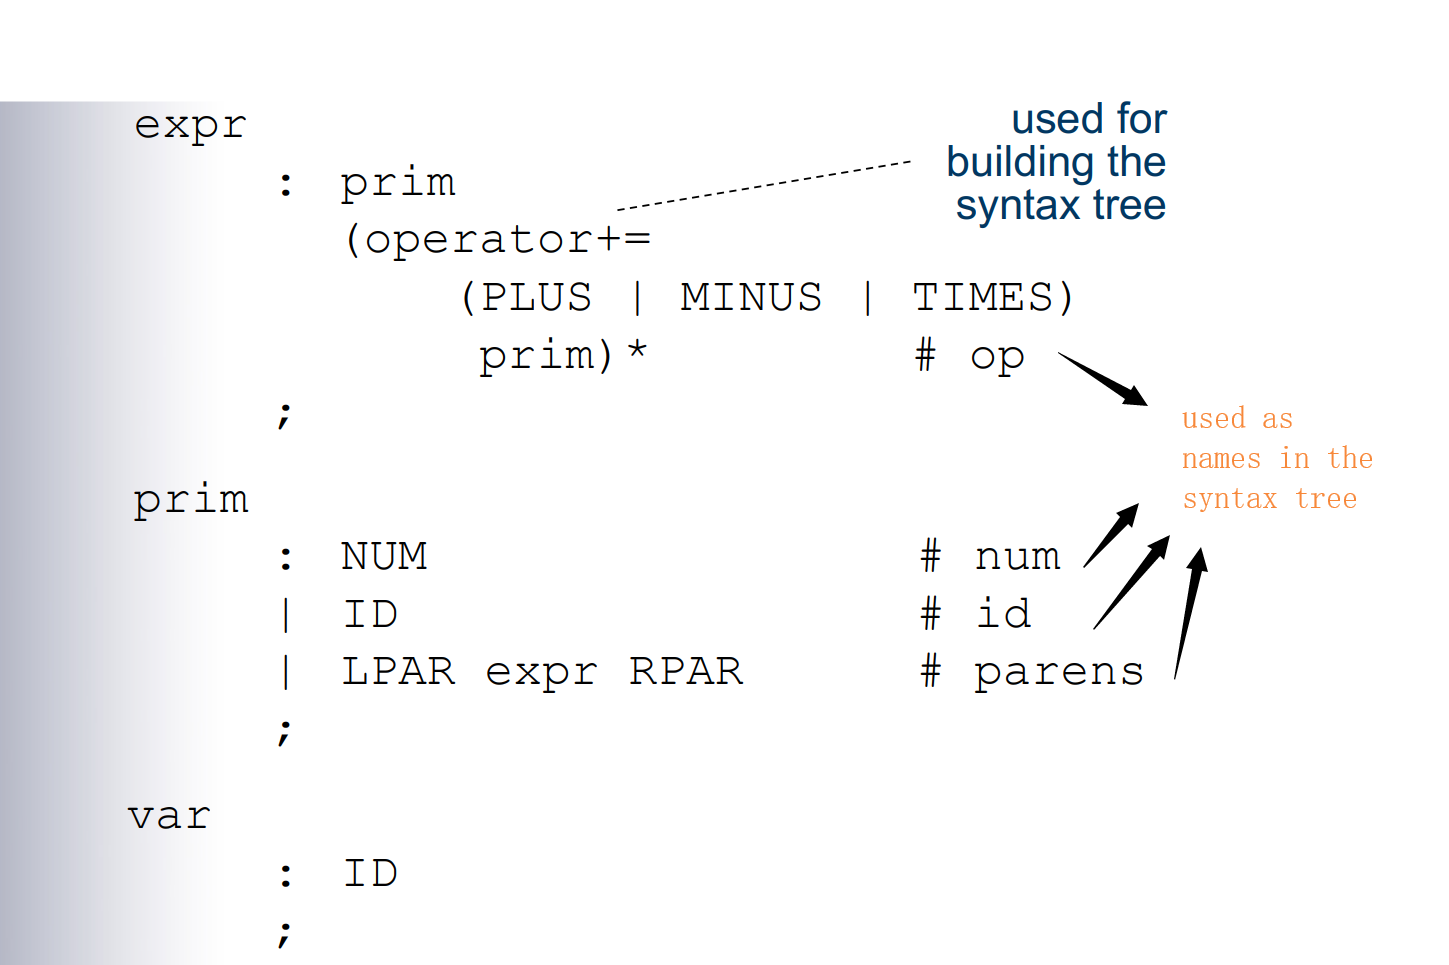 expr
: prim
(operator+=
(PLUS | MINUS | TIMES)
prim)* # op
;
used for
building the
syntax tree
used as
names in the
syntax tree
prim
: NUM # num
| ID # id
| LPAR expr RPAR # parens
;
var
: ID
;